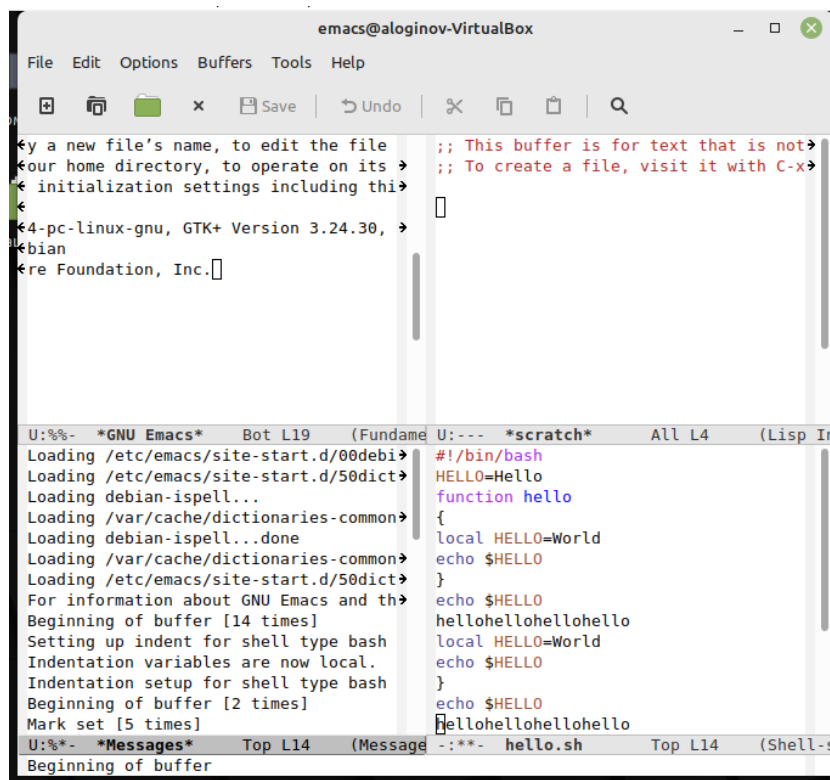 emacs@aloginov-VirtualBox
File Edit Options Buffers Tools Help
Save Undo
y a new file’s name, to edit the file
our home directory, to operate on its
initialization settings including thi
4-pc-linux-gnu, GTK+ Version 3.24.30,
bian
re Foundation, Inc.
U:%%- *GNU Emacs* Bot L19 (Fundame
;; This buffer is for text that is not
;; To create a file, visit it with C-x
U:--- *scratch* All L4 (Lisp In
Loading /etc/emacs/site-start.d/00debi
Loading /etc/emacs/site-start.d/50dict
Loading debian-ispell...
Loading /var/cache/dictionaries-common
Loading debian-ispell...done
Loading /var/cache/dictionaries-common
Loading /etc/emacs/site-start.d/50dict
For information about GNU Emacs and th
Beginning of buffer [14 times]
Setting up indent for shell type bash
Indentation variables are now local.
Indentation setup for shell type bash
Beginning of buffer [2 times]
Mark set [5 times]
U:%*- *Messages* Top L14 (Message
#!/bin/bash
HELLO=Hello
function hello
{
local HELLO=World
echo $HELLO
}
echo $HELLO
hellohellohellohello
local HELLO=World
echo $HELLO
}
echo $HELLO
hellohellohellohello
-:**- hello.sh Top L14 (Shell-s
Beginning of buffer